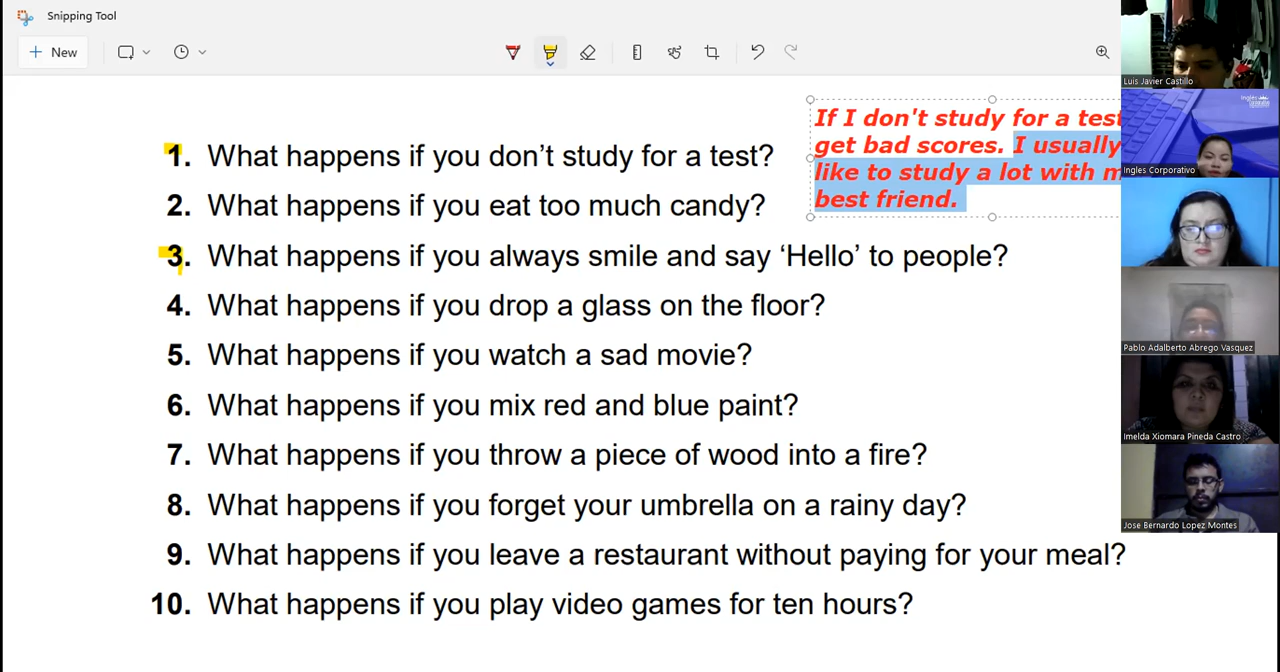 Snipping Tool
New
If I don't study for a test
get bad scores. I usually
like to study a lot with m
best friend.
1. What happens if you don’t study for a test?
2. What happens if you eat too much candy?
3. What happens if you always smile and say ‘Hello’ to people?
4. What happens if you drop a glass on the floor?
5. What happens if you watch a sad movie?
6. What happens if you mix red and blue paint?
7. What happens if you throw a piece of wood into a fire?
8. What happens if you forget your umbrella on a rainy day?
9. What happens if you leave a restaurant without paying for your meal?
10. What happens if you play video games for ten hours?
Luis Javier Castillo
Ingles Corporativo
Pablo Adalberto Abrego Vasquez
Imelda Xiomara Pineda Castro
Jose Bernardo Lopez Montes